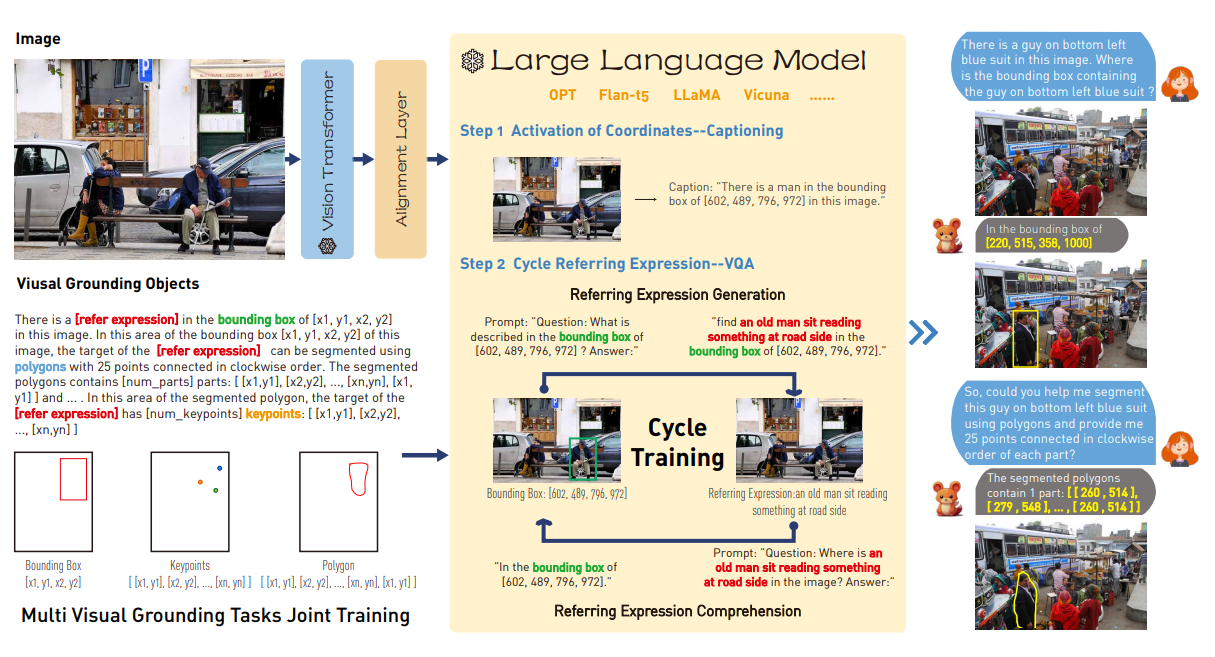 Image
P
Vision Transformer
Alignment Layer
Viusal Grounding Objects
There is a [refer expression] in the bounding box of [x1, y1, x2, y2]
in this image. In this area of the bounding box [x1, y1, x2, y2] of this
image, the target of the [refer expression] can be segmented using
polygons with 25 points connected in clockwise order. The segmented
polygons contains [num_parts] parts: [ [x1,y1], [x2,y2], ..., [xn,yn], [x1,
y1] ] and ... . In this area of the segmented polygon, the target of the
[refer expression] has [num_keypoints] keypoints: [ [x1,y1], [x2,y2],
..., [xn,yn] ]
Bounding Box
[x1, y1, x2, y2]
Keypoints
[ [x1, y1], [x2, y2], ..., [xn, yn] ]
Polygon
[ [x1, y1], [x2, y2], ..., [xn, yn], [x1, y1] ]
Multi Visual Grounding Tasks Joint Training
Large Language Model
OPT Flan-t5 LLaMA Vicuna ......
Step 1 Activation of Coordinates--Captioning
Caption: "There is a man in the bounding
box of [602, 489, 796, 972] in this image."
Step 2 Cycle Referring Expression--VQA
Referring Expression Generation
Prompt: "Question: What is
described in the bounding box of
[602, 489, 796, 972] ? Answer:"
"find an old man sit reading
something at road side in the
bounding box of [602, 489, 796, 972]."
Cycle
Training
Bounding Box: [602, 489, 796, 972]
Referring Expression:an old man sit reading
something at road side
"In the bounding box of
[602, 489, 796, 972]."
Prompt: "Question: Where is an
old man sit reading something
at road side in the image? Answer:"
Referring Expression Comprehension
There is a guy on bottom left
blue suit in this image. Where
is the bounding box containing
the guy on bottom left blue suit ?
In the bounding box of
[220, 515, 358, 1000]
So, could you help me segment
this guy on bottom left blue suit
using polygons and provide me
25 points connected in clockwise
order of each part?
The segmented polygons
contain 1 part: [ [ 260 , 514 ],
[ 279 , 548 ], ... , [ 260 , 514 ] ]